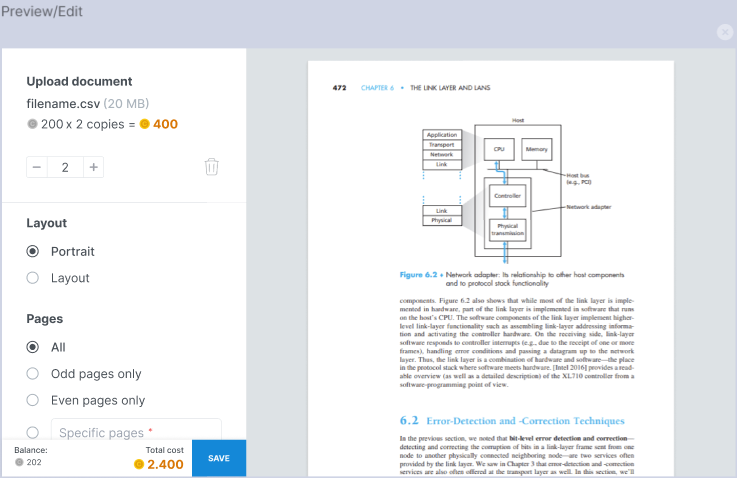 Preview/Edit
Upload document
filename.csv (20 MB)
200 x 2 copies = 400
− 2 +
Layout
Portrait
Layout
Pages
All
Odd pages only
Even pages only
Specific pages *
Balance:
202
Total cost
2.400
SAVE
472 CHAPTER 6 • THE LINK LAYER AND LANS
Host
Application
Transport
Network
Link
CPU
Memory
Host bus
(e.g., PCI)
Controller
Network adapter
Link
Physical
Physical
transmission
Figure 6.2 • Network adapter: Its relationship to other host components
and to protocol stack functionality
components. Figure 6.2 also shows that while most of the link layer is imple-
mented in hardware, part of the link layer is implemented in software that runs
on the host's CPU. The software components of the link layer implement higher-
level link-layer functionality such as assembling link-layer addressing informa-
tion and activating the controller hardware. On the receiving side, link-layer
software responds to controller interrupts (e.g., due to the receipt of one or more
frames), handling error conditions and passing a datagram up to the network
layer. Thus, the link layer is a combination of hardware and software—the place
in the protocol stack where software meets hardware. [Intel 2016] provides a read-
able overview (as well as a detailed description) of the XL710 controller from a
software-programming point of view.
6.2 Error-Detection and -Correction Techniques
In the previous section, we noted that bit-level error detection and correction—
detecting and correcting the corruption of bits in a link-layer frame sent from one
node to another physically connected neighboring node—are two services often
provided by the link layer. We saw in Chapter 3 that error-detection and -correction
services are also often offered at the transport layer as well. In this section, we'll